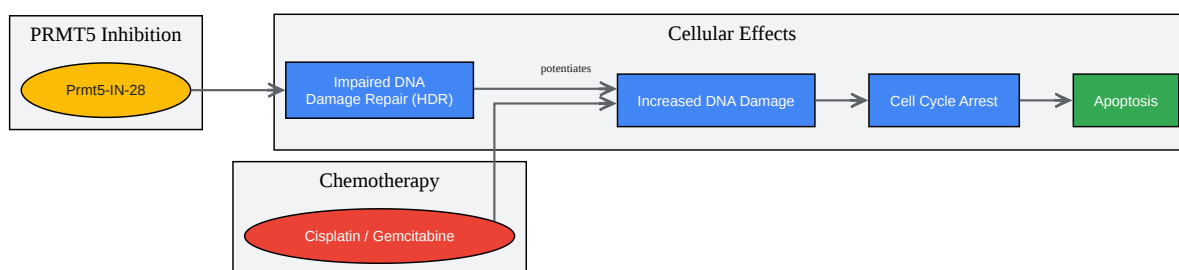 PRMT5 Inhibition
Prmt5-IN-28
Cellular Effects
Impaired DNA
Damage Repair (HDR)
potentiates
Increased DNA Damage
Cell Cycle Arrest
Apoptosis
Chemotherapy
Cisplatin / Gemcitabine